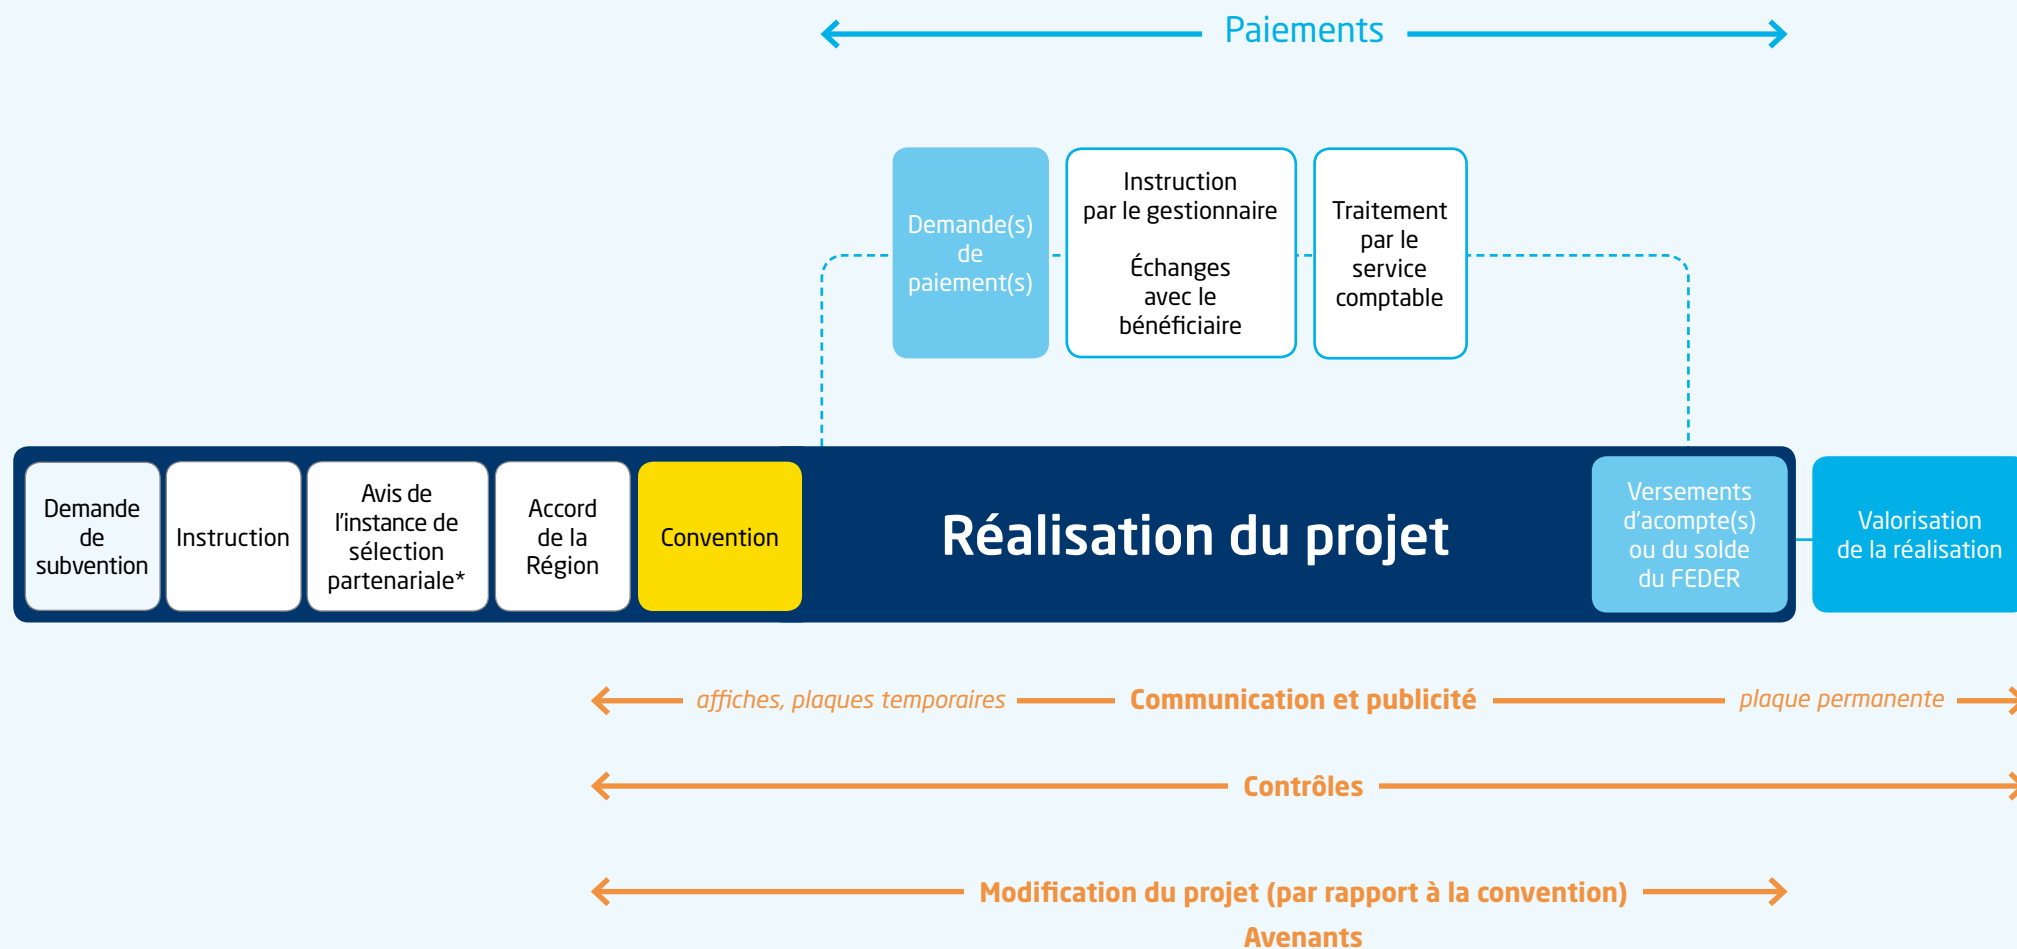 Paiements
Demande(s)
de
paiement(s)
Instruction
par le gestionnaire
Échanges
avec le
bénéficiaire
Traitement
par le
service
comptable
Demande
de
subvention
Instruction
Avis de
l'instance de
sélection
partenariale*
Accord
de la
Région
Convention
Réalisation du projet
Versements
d'acompte(s)
ou du solde
du FEDER
Valorisation
de la réalisation
affiches, plaques temporaires
Communication et publicité
plaque permanente
Contrôles
Modification du projet (par rapport à la convention)
Avenants